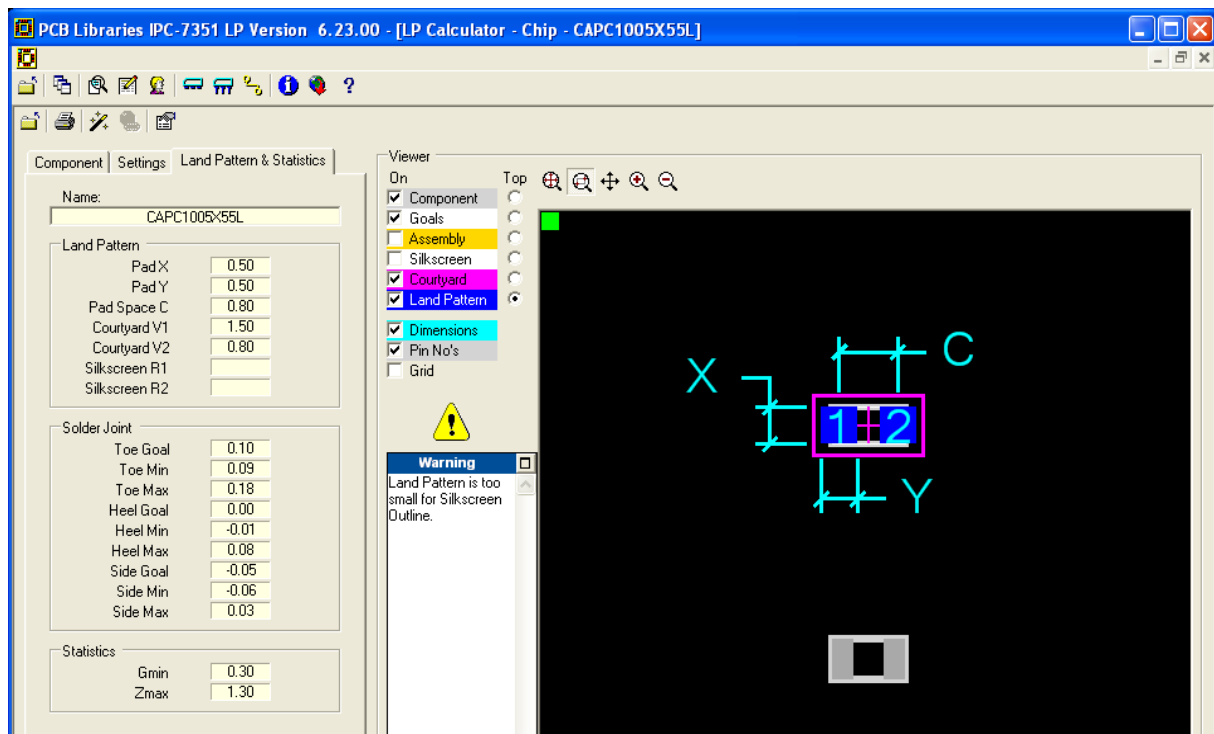 PCB Libraries IPC-7351 LP Version 6.23.00 - [LP Calculator - Chip - CAPC1005X55L]
Component Settings Land Pattern & Statistics
Name:
CAPC1005X55L
Land Pattern
Pad X 0.50
Pad Y 0.50
Pad Space C 0.80
Courtyard V1 1.50
Courtyard V2 0.80
Silkscreen R1
Silkscreen R2
Solder Joint
Toe Goal 0.10
Toe Min 0.09
Toe Max 0.18
Heel Goal 0.00
Heel Min -0.01
Heel Max 0.08
Side Goal -0.05
Side Min -0.06
Side Max 0.03
Statistics
Gmin 0.30
Zmax 1.30
Viewer
On Top
Component
Goals
Assembly
Silkscreen
Courtyard
Land Pattern
Dimensions
Pin No's
Grid
Warning
Land Pattern is too
small for Silkscreen
Outline.
C
X
1 2
Y